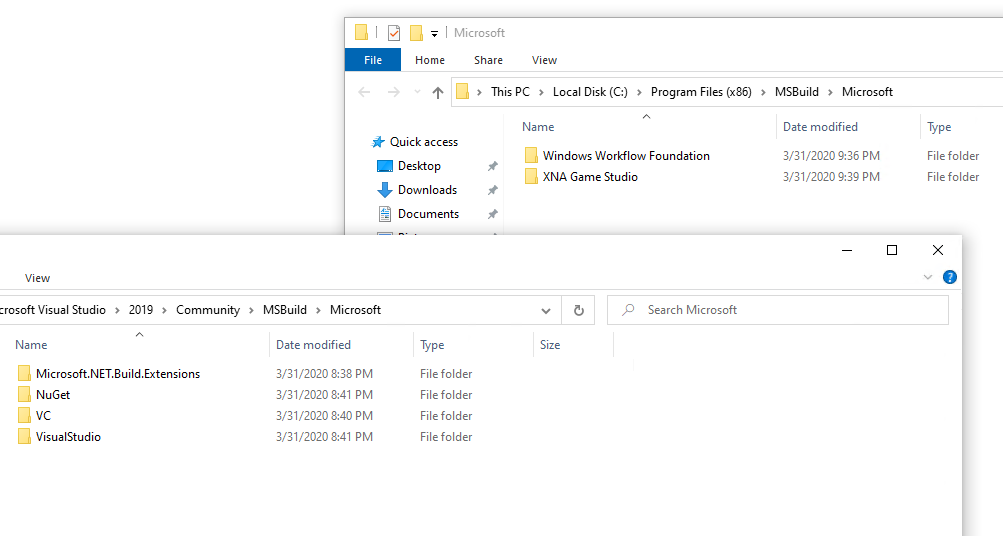 Microsoft
File Home Share View
This PC Local Disk (C:) Program Files (x86) MSBuild Microsoft
Quick access
Desktop
Downloads
Documents
Name Date modified Type
Windows Workflow Foundation 3/31/2020 9:36 PM File folder
XNA Game Studio 3/31/2020 9:39 PM File folder
View
crosoft Visual Studio 2019 Community MSBuild Microsoft
Search Microsoft
Name Date modified Type Size
Microsoft.NET.Build.Extensions 3/31/2020 8:38 PM File folder
NuGet 3/31/2020 8:41 PM File folder
VC 3/31/2020 8:40 PM File folder
VisualStudio 3/31/2020 8:41 PM File folder